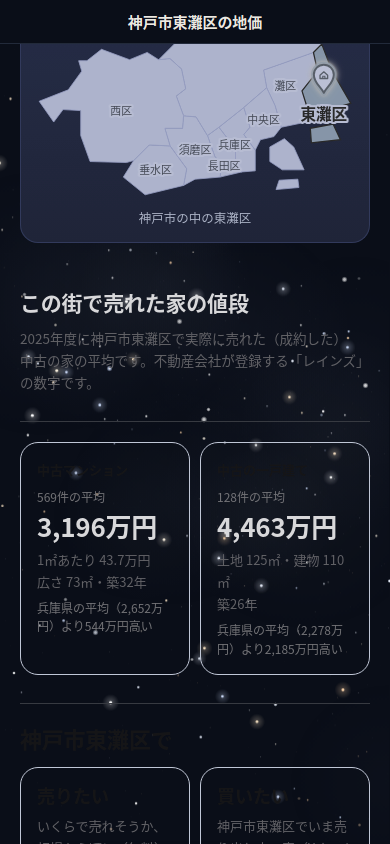 神戸市東灘区の地価
灘区
東灘区
西区
中央区
兵庫区
須磨区
長田区
垂水区
神戸市の中の東灘区
この街で売れた家の値段
2025年度に神戸市東灘区で実際に売れた（成約した）
中古の家の平均です。不動産会社が登録する「レインズ」
の数字です。
中古マンション
569件の平均
3,196万円
1㎡あたり 43.7万円
広さ 73㎡・築32年
兵庫県の平均（2,652万
円）より544万円高い
128件の平均
4,463万円
土地 125㎡・建物 110
㎡
築26年
兵庫県の平均（2,278万
円）より2,185万円高い
神戸市東灘区で
売りたい
いくらで売れそうか、
買いたい
神戸市東灘区でいま売